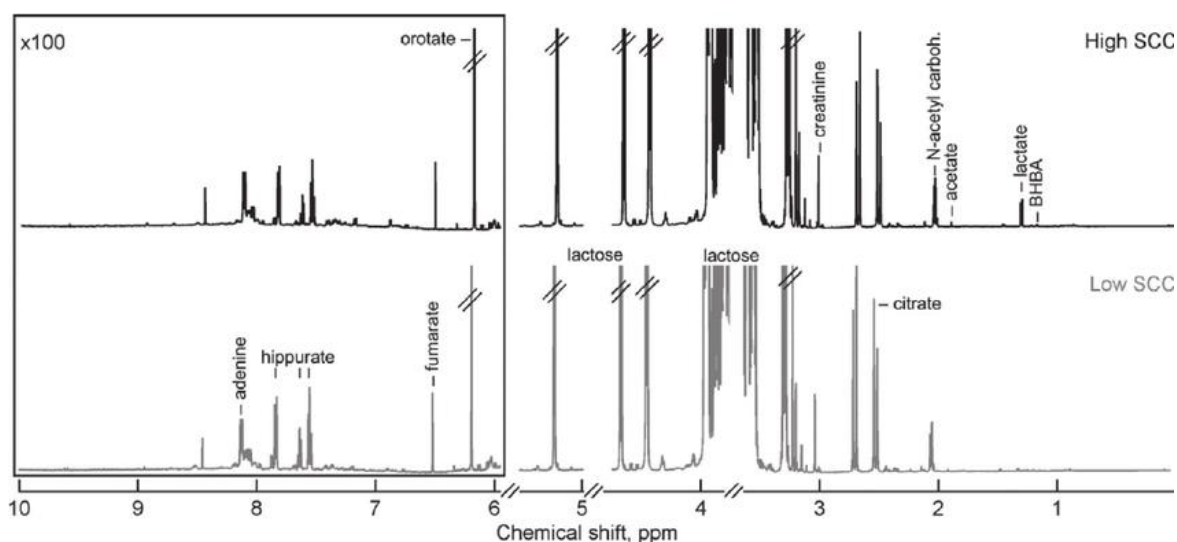 x100
orotate
High SCC
creatinine
N-acetyl carboh.
acetate
lactate
BHBA
lactose
lactose
Low SCC
adenine
hippurate
fumarate
citrate
10 9 8 7 6 5 4 3 2 1
Chemical shift, ppm